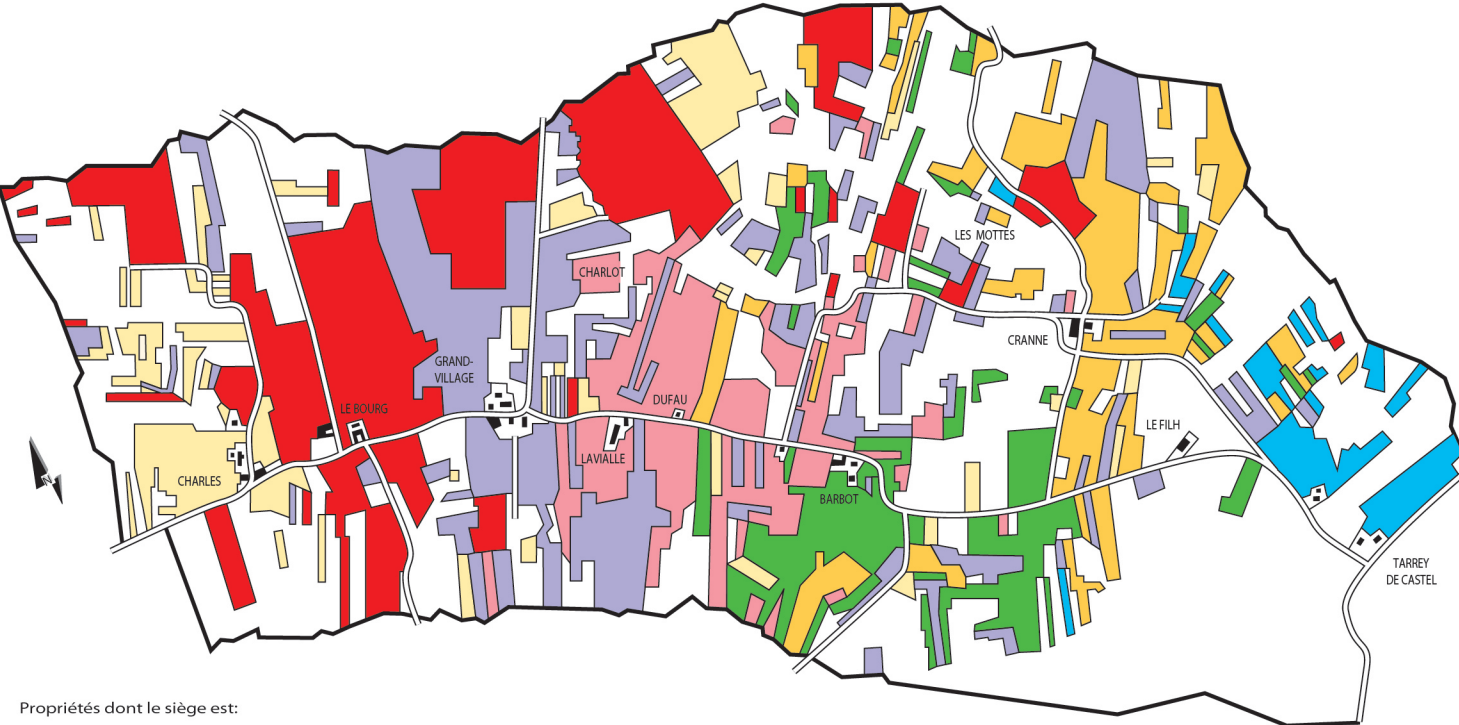 CHARLOT
LES MOTTES
CRANNE
GRAND-
VILLAGE
LE BOURG
DUFAU
LE FILH
LAVIALLE
CHARLES
BARBOT
TARREY
DE CASTEL
N
Propriétés dont le siège est: